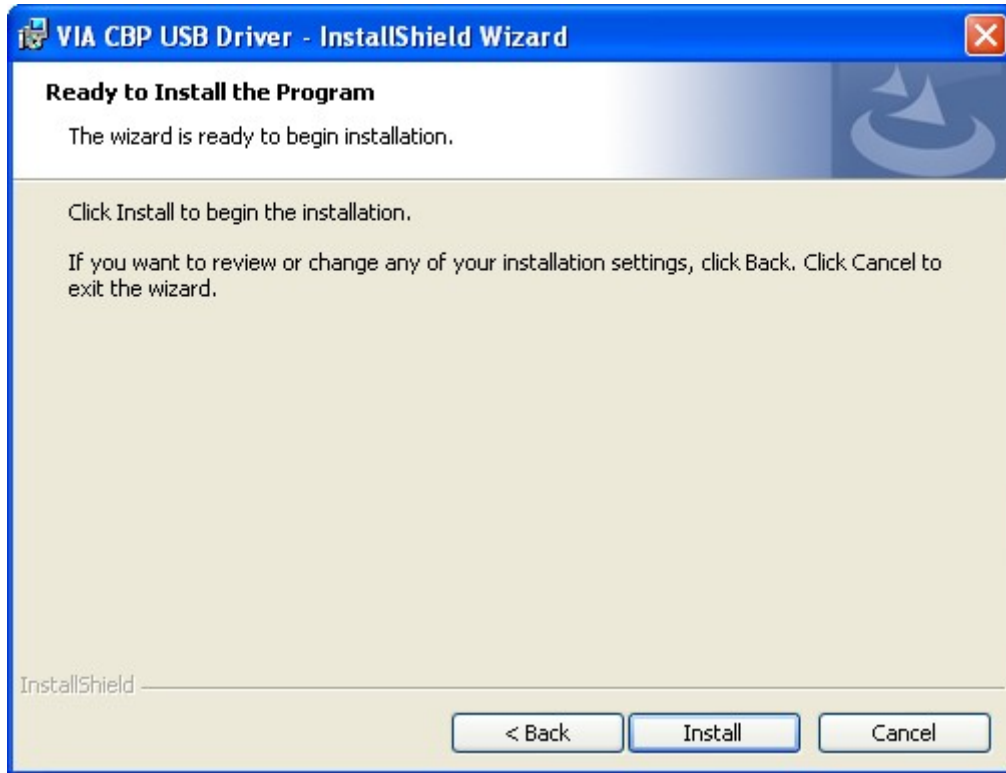 VIA CBP USB Driver - InstallShield Wizard
Ready to Install the Program
The wizard is ready to begin installation.
Click Install to begin the installation.
If you want to review or change any of your installation settings, click Back. Click Cancel to
exit the wizard.
InstallShield
< Back
Install
Cancel